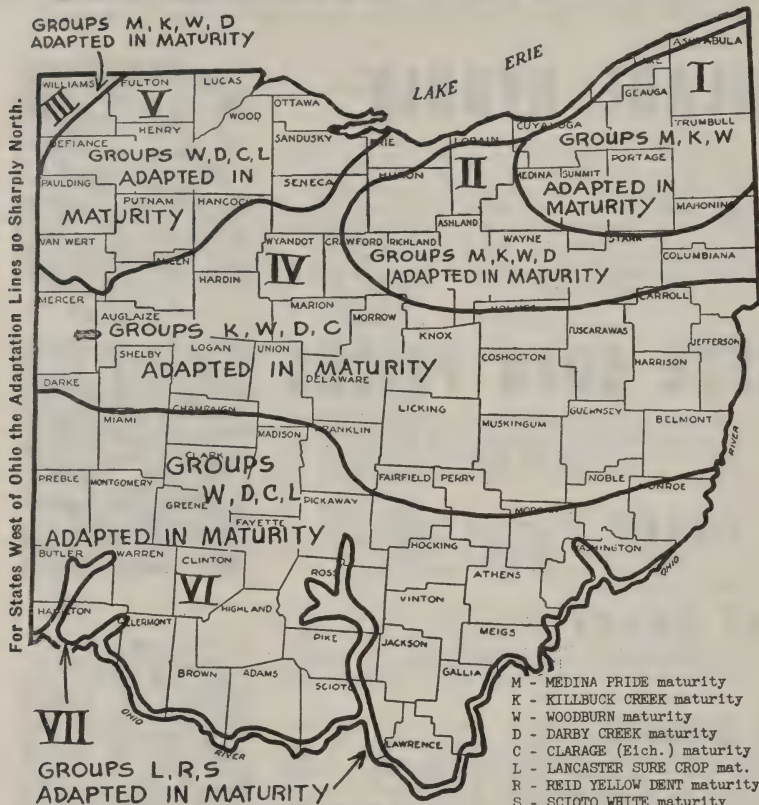 GROUPS M, K, W, D
ADAPTED IN MATURITY
For States West of Ohio the Adaptation Lines go Sharply North.
LAKE ERIE
ASHTABULA
LAKE
I
WILLIAMS
FULTON
LUCAS
GEAUGA
III
V
OTTAWA
WOOD
CUYAHOGA
TRUMBULL
HENRY
SANDUSKY
ERIE
LORAIN
GROUPS M, K, W
DEFIANCE
II
PORTAGE
GROUPS W, D, C, L
ADAPTED IN
MATURITY
HURON
MEDINA
SUMMIT
ADAPTED IN
MATURITY
PAULDING
SENECA
MAHONING
PUTNAM
HANCOCK
ASHLAND
VAN WERT
WYANDOT
CRAWFORD
RICHLAND
WAYNE
STARK
GROUPS M, K, W, D
ADAPTED IN MATURITY
COLUMBIANA
ALLEN
IV
HARDIN
MERCER
MARION
HOLMES
CARROLL
AUGLAIZE
MORROW
GROUPS K, W, D, C
ADAPTED IN MATURITY
KNOX
TUSCARAWAS
JEFFERSON
SHELBY
LOGAN
UNION
COSHOCTON
HARRISON
DARKE
DELAWARE
CHAMPAIGN
LICKING
GUERNSEY
BELMONT
MIAMI
MADISON
FRANKLIN
MUSKINGUM
CLARK
RIVER
GROUPS
W, D, C, L
ADAPTED IN MATURITY
PREBLE
MONTGOMERY
FAIRFIELD
PERRY
NOBLE
MONROE
GREENE
PICKAWAY
MORGAN
FAYETTE
BUTLER
WARREN
CLINTON
HOCKING
WASHINGTON
OHIO
ROSS
ATHENS
VI
HAMILTON
HIGHLAND
VINTON
CLERMONT
PIKE
MEIGS
JACKSON
BROWN
ADAMS
SCIOTO
GALLIA
VII
OHIO
RIVER
LAWRENCE
GROUPS L, R, S
ADAPTED IN MATURITY
M - MEDINA PRIDE maturity
K - KILLBUCK CREEK maturity
W - WOODBURN maturity
D - DARBY CREEK maturity
C - CLARAGE (Eich.) maturity
L - LANCASTER SURE CROP mat.
R - REID YELLOW DENT maturity
S - SCIOTO WHITE maturity